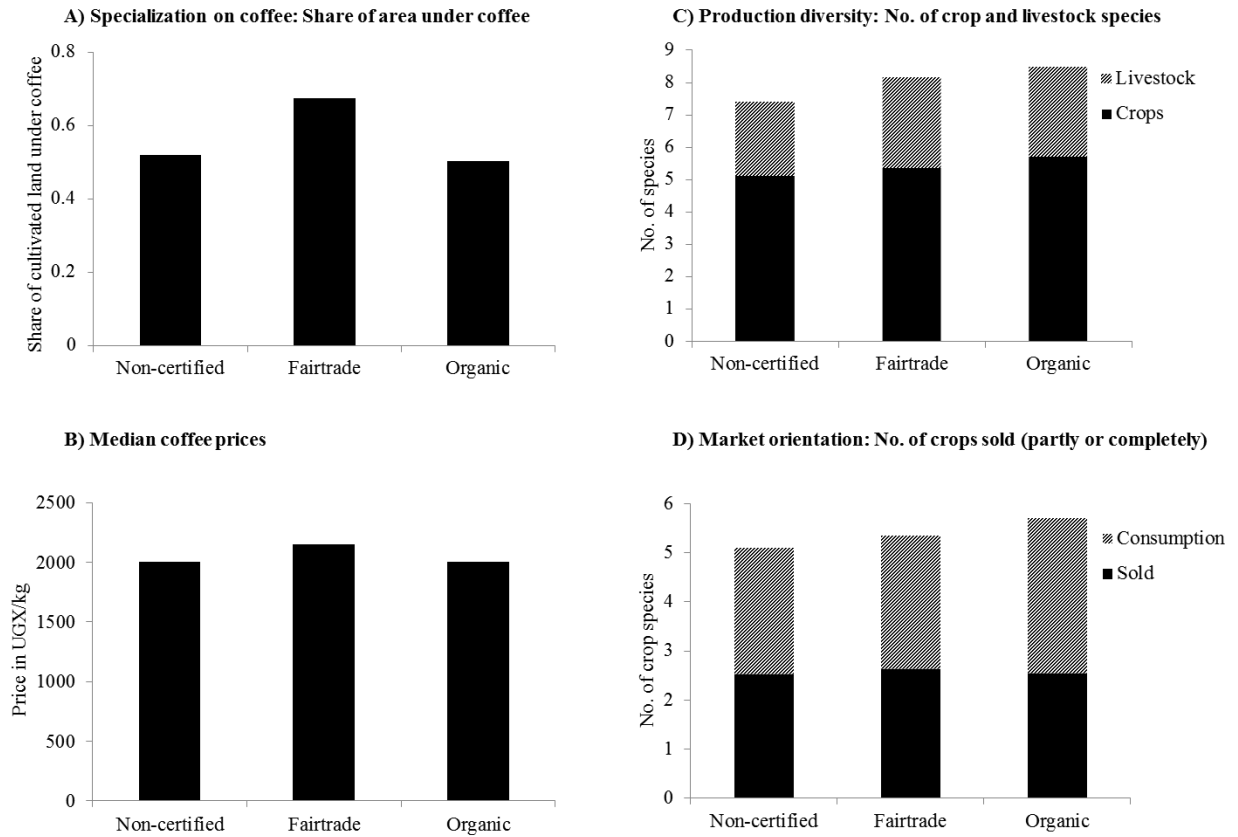 A) Specialization on coffee: Share of area under coffee
Share of cultivated land under coffee
0.8
0.6
0.4
0.2
0
Non-certified Fairtrade Organic
C) Production diversity: No. of crop and livestock species
No. of species
9
8
7
6
5
4
3
2
1
0
Non-certified Fairtrade Organic
Livestock
Crops
B) Median coffee prices
Price in UGX/kg
2500
2000
1500
1000
500
0
Non-certified Fairtrade Organic
D) Market orientation: No. of crops sold (partly or completely)
No. of crop species
6
5
4
3
2
1
0
Non-certified Fairtrade Organic
Consumption
Sold